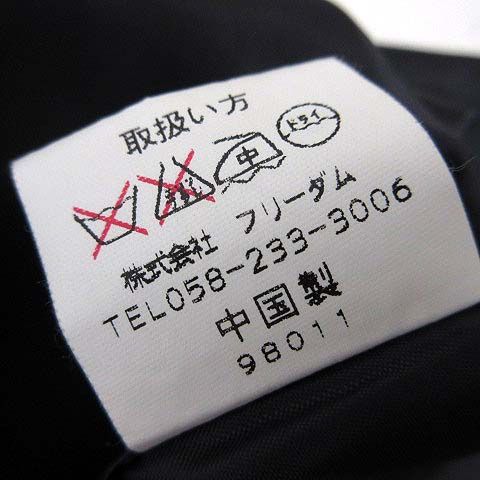 取扱い方
中 ドライ
株式会社 フリーダム
TEL058-233-3006
中国製
98011